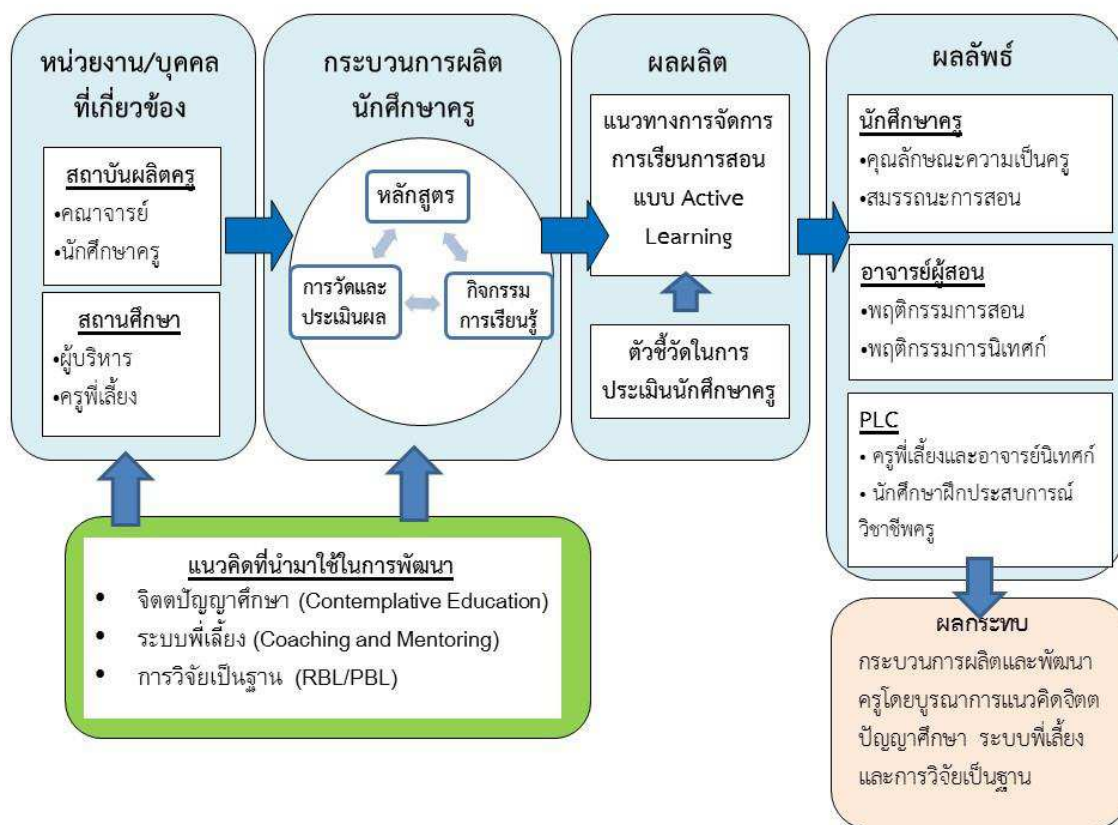 หน่วยงาน/บุคคล
ที่เกี่ยวข้อง
สถาบันผลิตครู
•คณาจารย์
•นักศึกษาครู
สถานศึกษา
•ผู้บริหาร
•ครูพี่เลี้ยง
กระบวนการผลิต
นักศึกษาครู
หลักสูตร
การวัดและ
ประเมินผล
กิจกรรม
การเรียนรู้
ผลผลิต
แนวทางการจัดการ
การเรียนการสอน
แบบ Active
Learning
ตัวชี้วัดในการ
ประเมินนักศึกษาครู
ผลลัพธ์
นักศึกษาครู
•คุณลักษณะความเป็นครู
•สมรรถนะการสอน
อาจารย์ผู้สอน
•พฤติกรรมการสอน
•พฤติกรรมการนิเทศก์
PLC
• ครูพี่เลี้ยงและอาจารย์นิเทศก์
• นักศึกษาฝึกประสบการณ์
วิชาชีพครู
แนวคิดที่นำมาใช้ในการพัฒนา
• จิตตปัญญาศึกษา (Contemplative Education)
• ระบบพี่เลี้ยง (Coaching and Mentoring)
• การวิจัยเป็นฐาน (RBL/PBL)
ผลกระทบ
กระบวนการผลิตและพัฒนา
ครูโดยบูรณาการแนวคิดจิตต
ปัญญาศึกษา ระบบพี่เลี้ยง
และการวิจัยเป็นฐาน